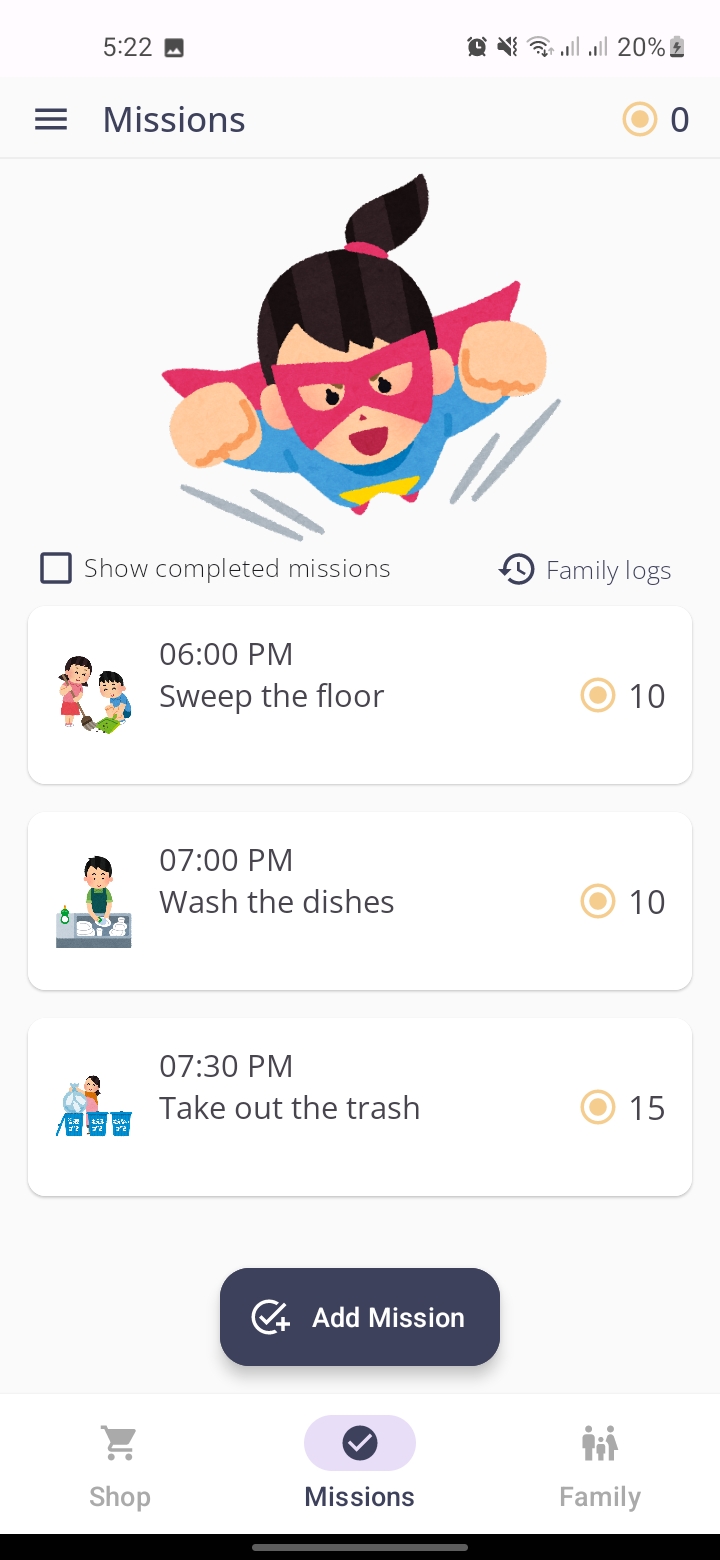 5:22 20%
Missions 0
Show completed missions Family logs
06:00 PM
Sweep the floor 10
07:00 PM
Wash the dishes 10
07:30 PM
Take out the trash 15
Add Mission
Shop Missions Family